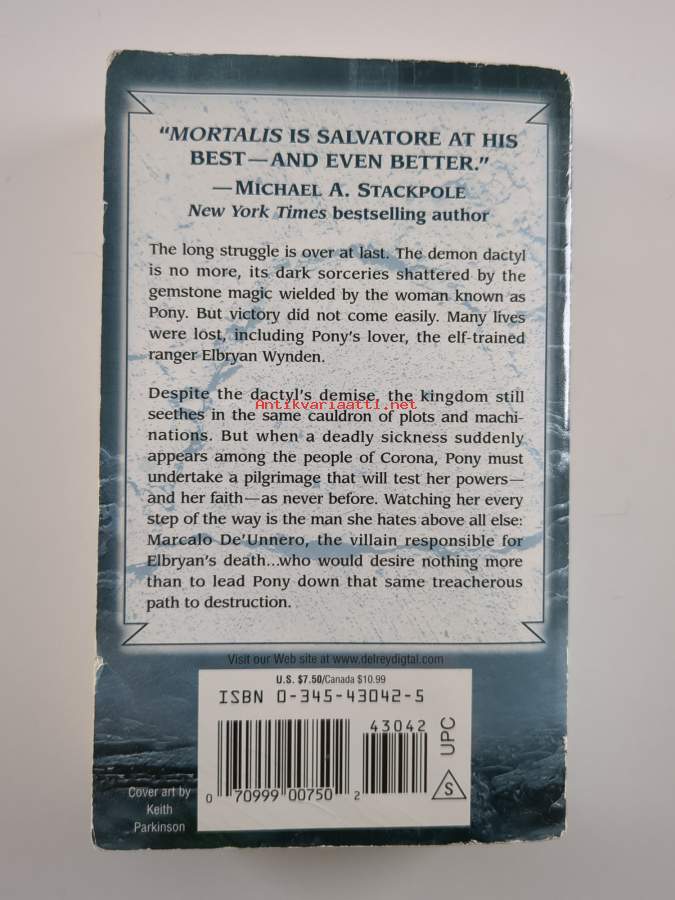 “MORTALIS IS SALVATORE AT HIS
BEST—AND EVEN BETTER.”
—MICHAEL A. STACKPOLE
New York Times bestselling author
The long struggle is over at last. The demon dactyl
is no more, its dark sorceries shattered by the
gemstone magic wielded by the woman known as
Pony. But victory did not come easily. Many lives
were lost, including Pony’s lover, the elf-trained
ranger Elbryan Wynden.
Despite the dactyl’s demise, the kingdom still
Antikvariaatti.net
seethes in the same cauldron of plots and machi-
nations. But when a deadly sickness suddenly
appears among the people of Corona, Pony must
undertake a pilgrimage that will test her powers—
and her faith—as never before. Watching her every
step of the way is the man she hates above all else:
Marcalo De’Unnero, the villain responsible for
Elbryan’s death...who would desire nothing more
than to lead Pony down that same treacherous
path to destruction.
Visit our Web site at www.delreydigtal.com
U.S. $7.50/Canada $10.99
ISBN 0-345-43042-5
43042
UPC
S
0 70999 00750 2
Cover art by
Keith
Parkinson